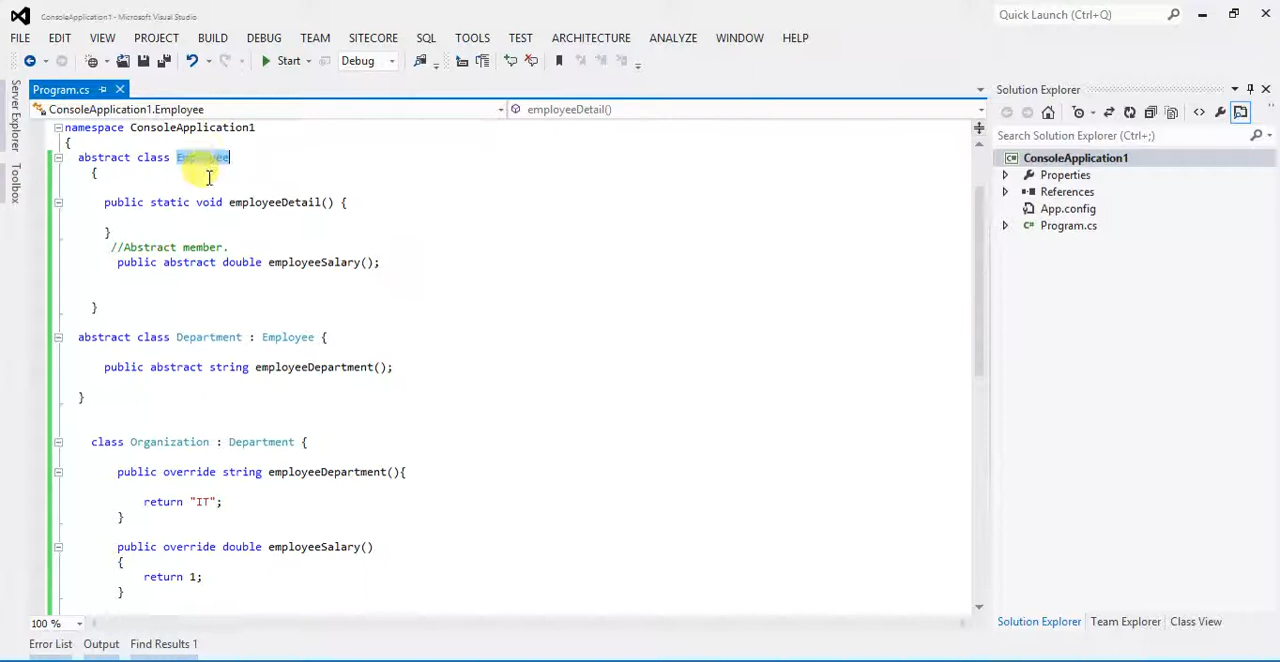 ConsoleApplication1 - Microsoft Visual Studio
Quick Launch (Ctrl+Q)
FILE EDIT VIEW PROJECT BUILD DEBUG TEAM SITECORE SQL TOOLS TEST ARCHITECTURE ANALYZE WINDOW HELP
Start Debug
Server Explorer
Toolbox
Program.cs
ConsoleApplication1.Employee employeeDetail()
namespace ConsoleApplication1
{
abstract class Employee
{
public static void employeeDetail() {
}
//Abstract member.
public abstract double employeeSalary();
}
abstract class Department : Employee {
public abstract string employeeDepartment();
}
class Organization : Department {
public override string employeeDepartment(){
return "IT";
}
public override double employeeSalary()
{
return 1;
}
100 %
Error List Output Find Results 1
Solution Explorer
Search Solution Explorer (Ctrl+;)
ConsoleApplication1
Properties
References
App.config
C# Program.cs
Solution Explorer Team Explorer Class View